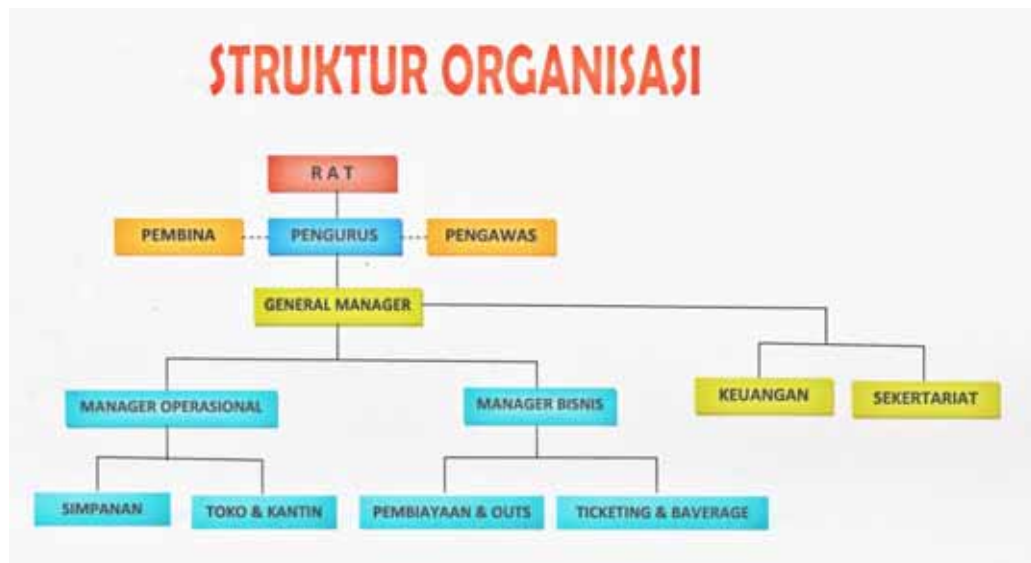 STRUKTUR ORGANISASI
R A T
PEMBINA
PENGURUS
PENGAWAS
GENERAL MANAGER
KEUANGAN
SEKERTARIAT
MANAGER OPERASIONAL
MANAGER BISNIS
SIMPANAN
TOKO & KANTIN
PEMBIAYAAN & OUTS
TICKETING & BAVERAGE